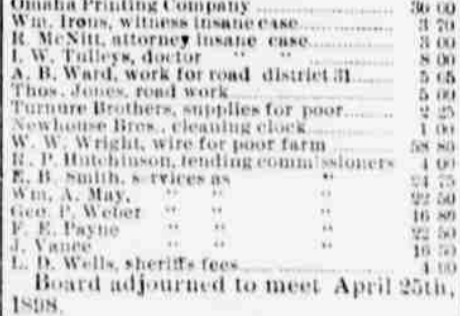 Omaha Printing Company 30 00
Wm. Irons, witness insane case 3 20
R. McNitt, attorney insane case 3 00
I. W. Tulleys, doctor " " 8 00
A. B. Ward, work for road district 31 5 65
Thos. Jones, road work 5 00
Turnure Brothers, supplies for poor 2 25
Newhouse Bros., cleaning clock 1 00
W. W. Wright, wire for poor farm 58 80
R. P. Hutchinson, tending commissioners 4 00
E. B. Smith, services as " 24 75
Wm, A. May, " " " 22 50
Geo. P. Weber " " " 16 80
F. E. Payne " " " 22 50
J. Vance " " " 16 50
L. D. Wells, sheriff's fees 4 00
Board adjourned to meet April 25th,
1898.